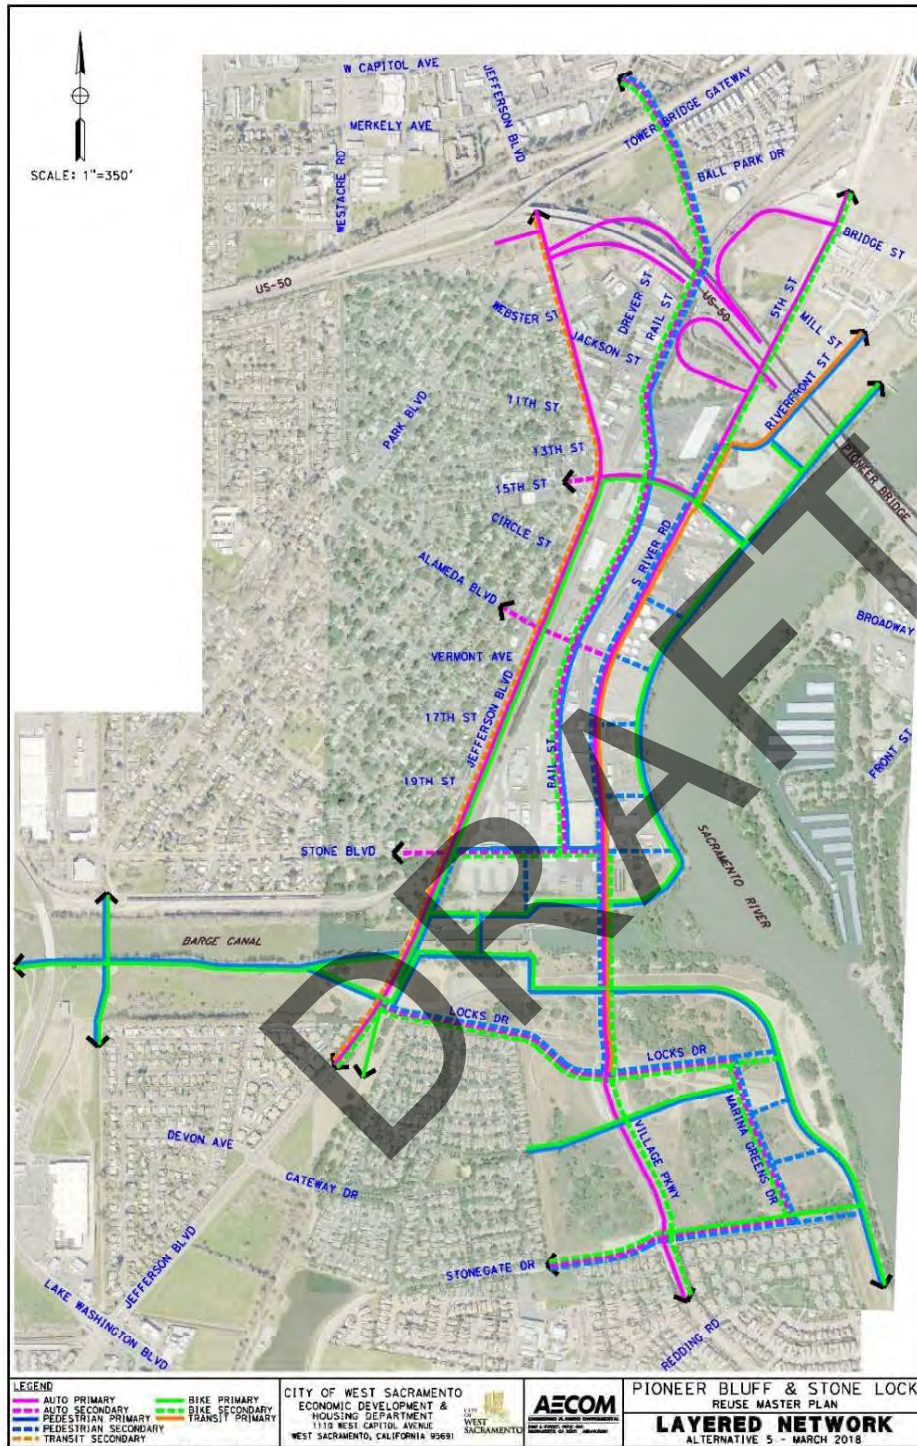 W CAPITOL AVE
JEFFERSON BLVD
TOWER BRIDGE GATEWAY
MERKELY AVE
WESTACRE RD
BALL PARK DR
SCALE: 1"=350'
BRIDGE ST
US-50
WEBSTER ST
DREVER ST
RAIL ST
US-50
5TH ST
MILL ST
JACKSON ST
RIVERFRONT ST
11TH ST
PARK BLVD
13TH ST
15TH ST
PIONEER BRIDGE
CIRCLE ST
S RIVER RD
ALAMEDA BLVD
BROADWAY
VERMONT AVE
JEFFERSON BLVD
17TH ST
FRONT ST
19TH ST
RAIL ST
STONE BLVD
SACRAMENTO RIVER
BARGE CANAL
LOCKS DR
LOCKS DR
MARINA GREENS DR
DEVON AVE
VILLAGE PKWY
GATEWAY DR
JEFFERSON BLVD
STONEGATE DR
LAKE WASHINGTON BLVD
REDDING RD
DRAFT
LEGEND
AUTO PRIMARY
AUTO SECONDARY
PEDESTRIAN PRIMARY
PEDESTRIAN SECONDARY
TRANSIT SECONDARY
BIKE PRIMARY
BIKE SECONDARY
TRANSIT PRIMARY
CITY OF WEST SACRAMENTO
ECONOMIC DEVELOPMENT &
HOUSING DEPARTMENT
1110 WEST CAPITOL AVENUE
WEST SACRAMENTO, CALIFORNIA 95691
CITY OF
WEST
SACRAMENTO
AECOM
PIONEER BLUFF & STONE LOCK
REUSE MASTER PLAN
LAYERED NETWORK
ALTERNATIVE 5 - MARCH 2018